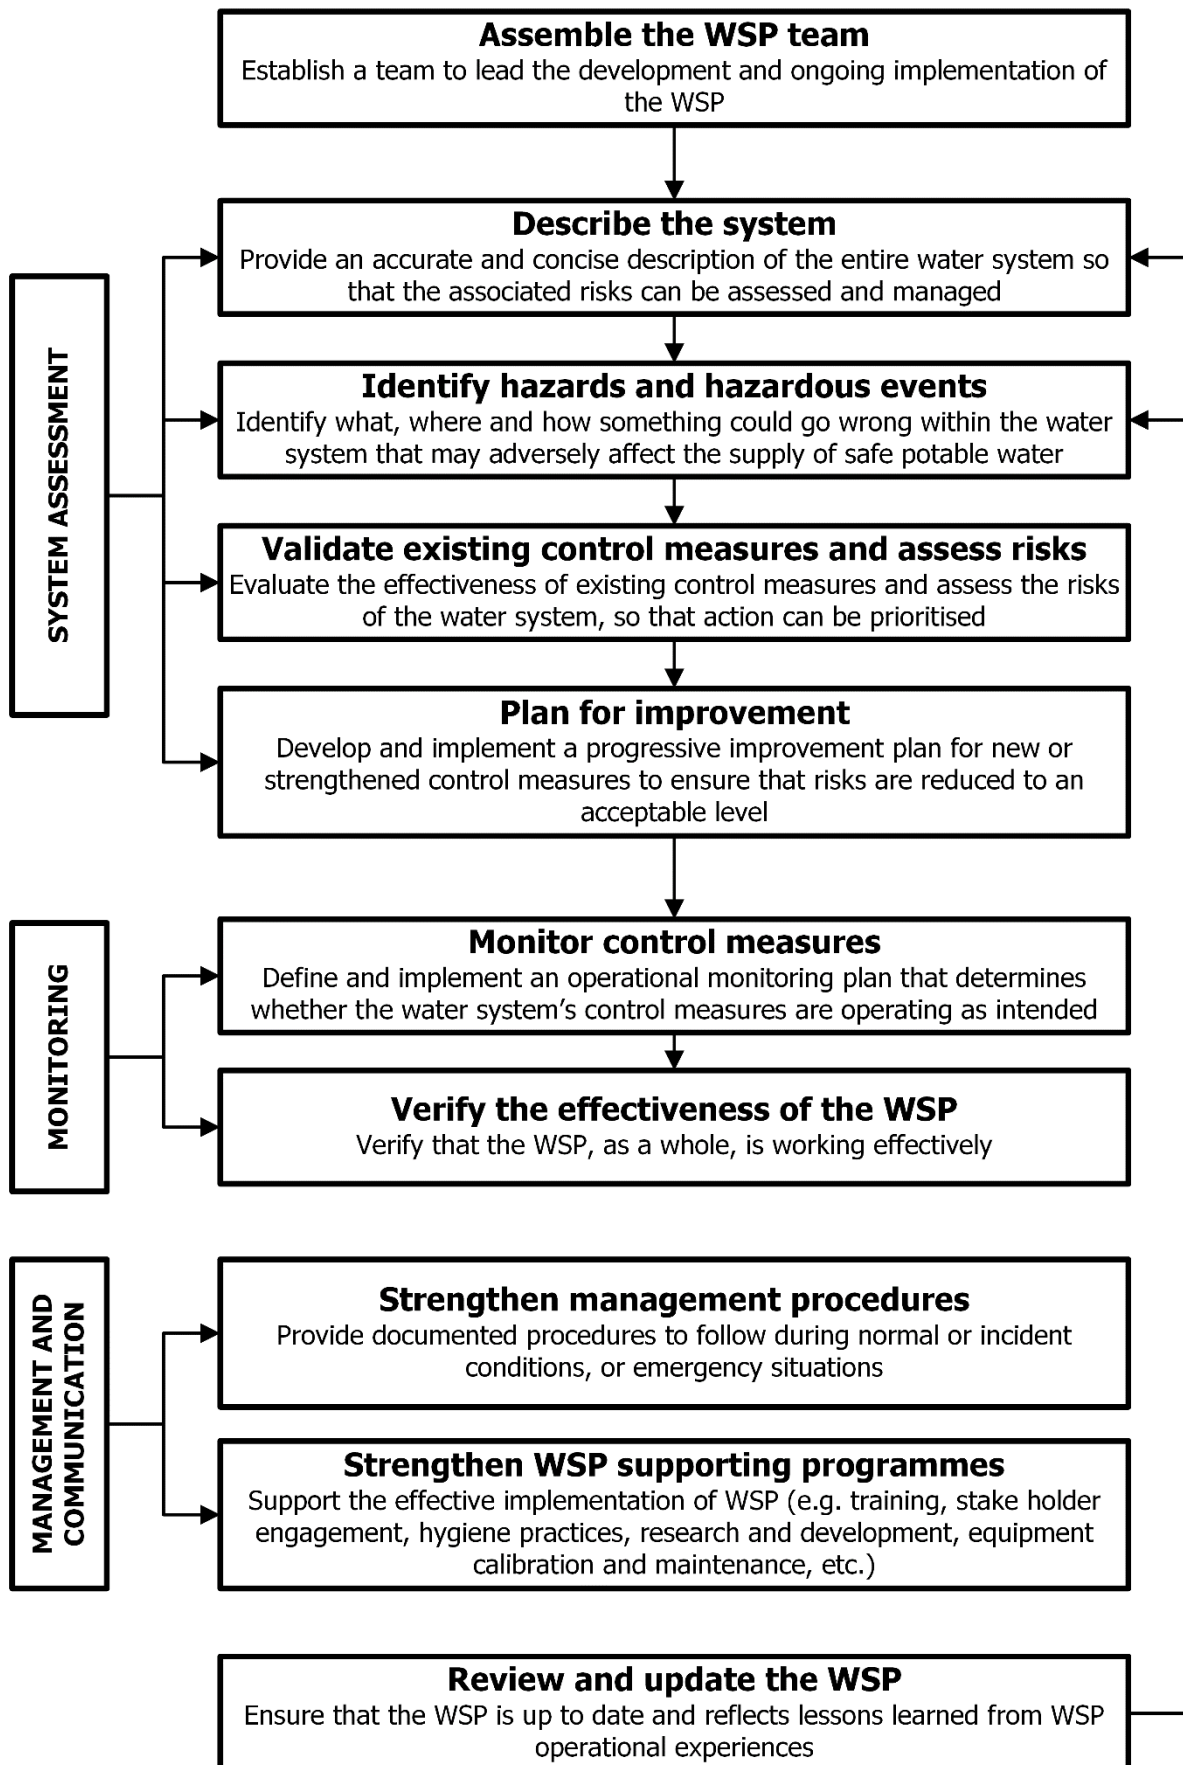 Assemble the WSP team
Establish a team to lead the development and ongoing implementation of
the WSP
Describe the system
Provide an accurate and concise description of the entire water system so
that the associated risks can be assessed and managed
SYSTEM ASSESSMENT
Identify hazards and hazardous events
Identify what, where and how something could go wrong within the water
system that may adversely affect the supply of safe potable water
Validate existing control measures and assess risks
Evaluate the effectiveness of existing control measures and assess the risks
of the water system, so that action can be prioritised
Plan for improvement
Develop and implement a progressive improvement plan for new or
strengthened control measures to ensure that risks are reduced to an
acceptable level
MONITORING
Monitor control measures
Define and implement an operational monitoring plan that determines
whether the water system's control measures are operating as intended
Verify the effectiveness of the WSP
Verify that the WSP, as a whole, is working effectively
MANAGEMENT AND
COMMUNICATION
Strengthen management procedures
Provide documented procedures to follow during normal or incident
conditions, or emergency situations
Strengthen WSP supporting programmes
Support the effective implementation of WSP (e.g. training, stake holder
engagement, hygiene practices, research and development, equipment
calibration and maintenance, etc.)
Review and update the WSP
Ensure that the WSP is up to date and reflects lessons learned from WSP
operational experiences